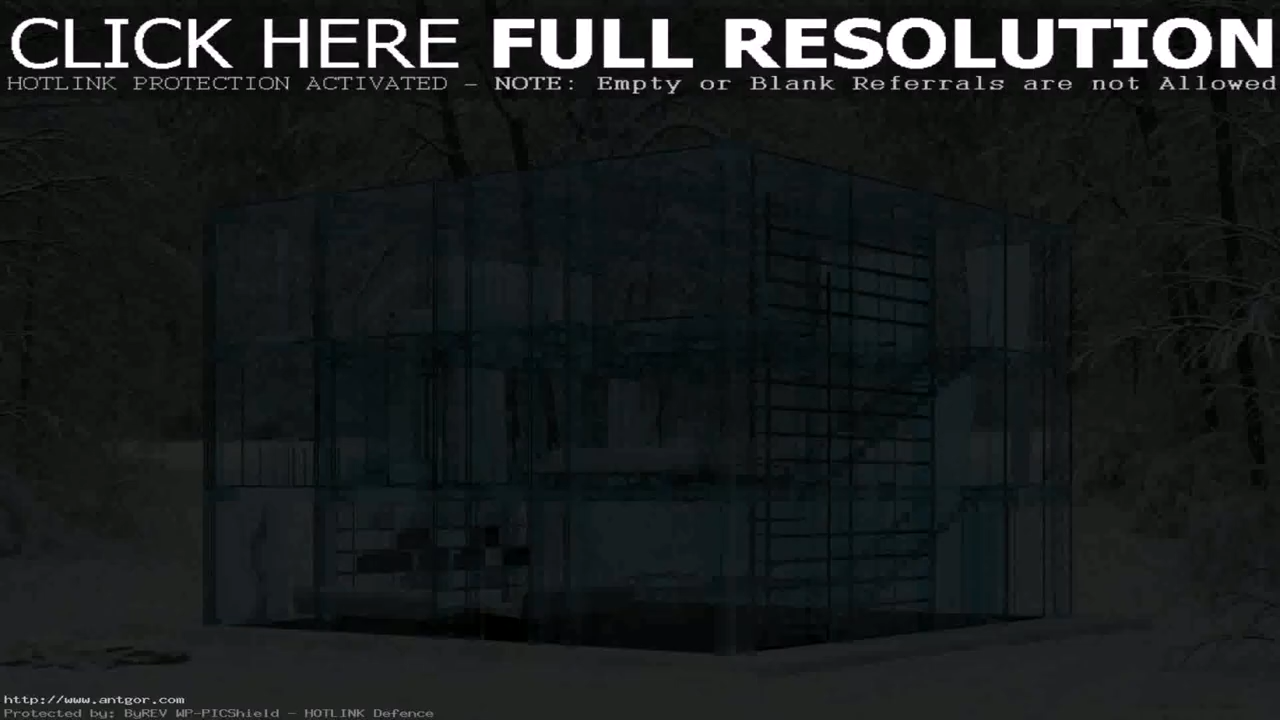 CLICK HERE FULL RESOLUTION
HOTLINK PROTECTION ACTIVATED – NOTE: Empty or Blank Referrals are not Allowed
http://www.antgor.com
Protected by: ByREV WP-PICShield – HOTLINK Defence